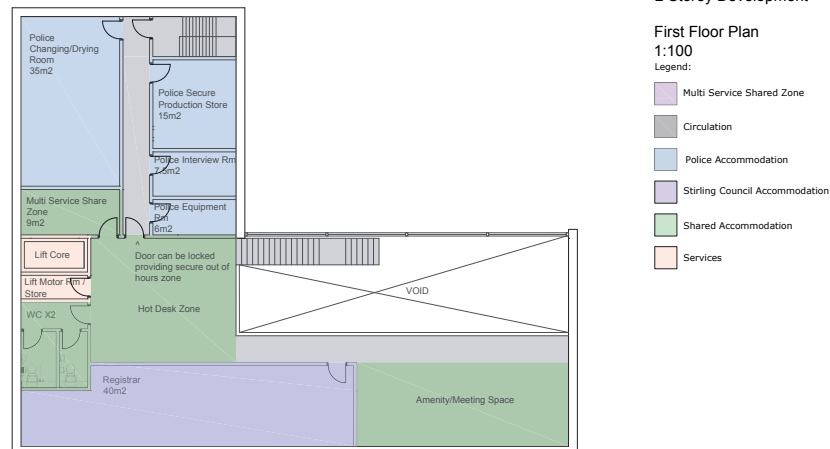 2 Storey Development
First Floor Plan
1:100
Legend:
Multi Service Shared Zone
Circulation
Police Accommodation
Stirling Council Accommodation
Shared Accommodation
Services
Police
Changing/Drying
Room
35m2
Police Secure
Production Store
15m2
Police Interview Rm
7.5m2
Police Equipment
Rm
6m2
Multi Service Share
Zone
9m2
Lift Core
Lift Motor Rm /
Store
WC X2
^
Door can be locked
providing secure out of
hours zone
Hot Desk Zone
VOID
Registrar
40m2
Amenity/Meeting Space